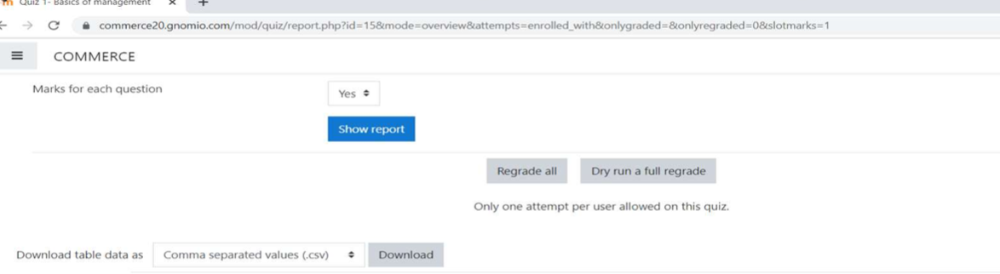 Quiz 1- Basics of management
commerce20.gnomio.com/mod/quiz/report.php?id=15&mode=overview&attempts=enrolled_with&onlygraded=&onlyregraded=0&slotmarks=1
COMMERCE
Marks for each question Yes
Show report
Regrade all Dry run a full regrade
Only one attempt per user allowed on this quiz.
Download table data as Comma separated values (.csv) Download